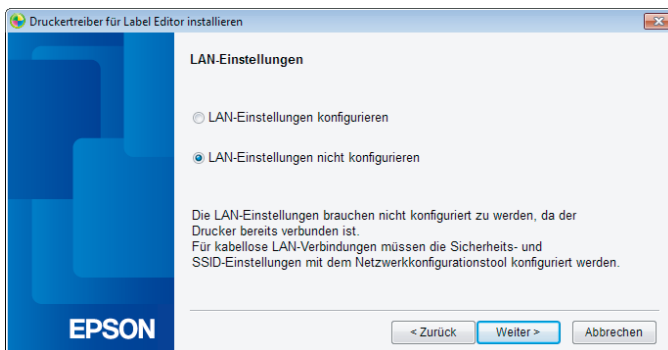 Druckertreiber für Label Editor installieren
LAN-Einstellungen
LAN-Einstellungen konfigurieren
LAN-Einstellungen nicht konfigurieren
Die LAN-Einstellungen brauchen nicht konfiguriert zu werden, da der
Drucker bereits verbunden ist.
Für kabellose LAN-Verbindungen müssen die Sicherheits- und
SSID-Einstellungen mit dem Netzwerkkonfigurationstool konfiguriert werden.
EPSON
< Zurück Weiter > Abbrechen